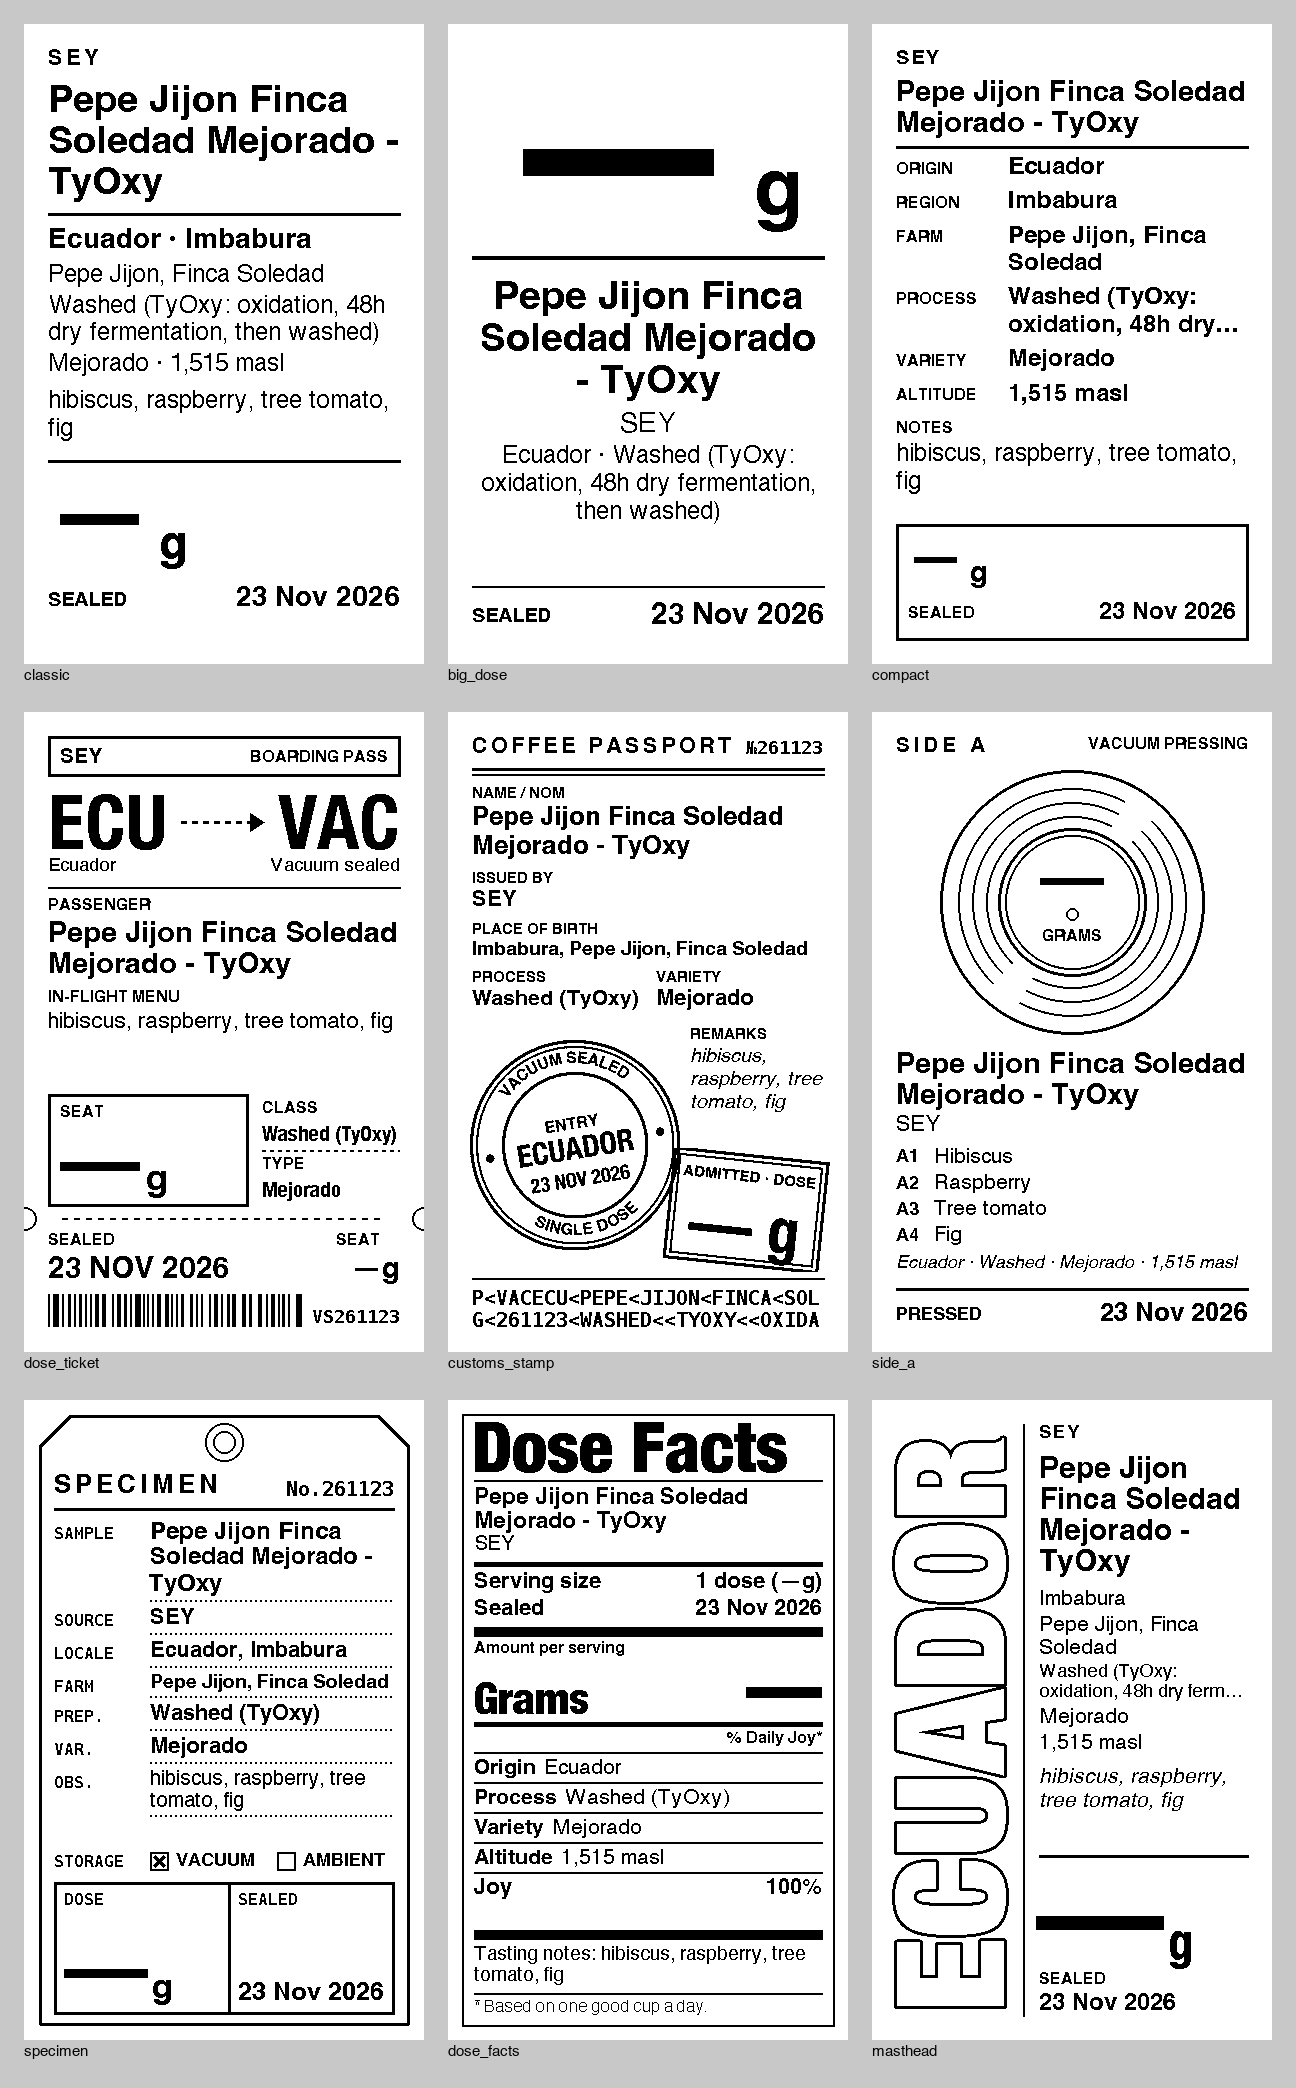 SEY
Pepe Jijon Finca
Soledad Mejorado -
TyOxy
Ecuador · Imbabura
Pepe Jijon, Finca Soledad
Washed (TyOxy: oxidation, 48h
dry fermentation, then washed)
Mejorado · 1,515 masl
hibiscus, raspberry, tree tomato,
fig
— g
SEALED 23 Nov 2026
classic
— g
Pepe Jijon Finca
Soledad Mejorado
- TyOxy
SEY
Ecuador · Washed (TyOxy:
oxidation, 48h dry fermentation,
then washed)
SEALED 23 Nov 2026
big_dose
SEY
Pepe Jijon Finca Soledad
Mejorado - TyOxy
ORIGIN Ecuador
REGION Imbabura
FARM Pepe Jijon, Finca
Soledad
PROCESS Washed (TyOxy:
oxidation, 48h dry…
VARIETY Mejorado
ALTITUDE 1,515 masl
NOTES
hibiscus, raspberry, tree tomato,
fig
— g
SEALED 23 Nov 2026
compact
SEY BOARDING PASS
ECU VAC
Ecuador Vacuum sealed
PASSENGER
Pepe Jijon Finca Soledad
Mejorado - TyOxy
IN-FLIGHT MENU
hibiscus, raspberry, tree tomato, fig
SEAT
— g
CLASS
Washed (TyOxy)
TYPE
Mejorado
SEALED SEAT
23 NOV 2026 —g
VS261123
dose_ticket
COFFEE PASSPORT №261123
NAME / NOM
Pepe Jijon Finca Soledad
Mejorado - TyOxy
ISSUED BY
SEY
PLACE OF BIRTH
Imbabura, Pepe Jijon, Finca Soledad
PROCESS VARIETY
Washed (TyOxy) Mejorado
REMARKS
hibiscus,
raspberry, tree
tomato, fig
VACUUM SEALED
ENTRY
ECUADOR
23 NOV 2026
SINGLE DOSE
ADMITTED · DOSE
— g
P<VACECU<PEPE<JIJON<FINCA<SOL
G<261123<WASHED<<TYOXY<<OXIDA
customs_stamp
SIDE A VACUUM PRESSING
—
GRAMS
Pepe Jijon Finca Soledad
Mejorado - TyOxy
SEY
A1 Hibiscus
A2 Raspberry
A3 Tree tomato
A4 Fig
Ecuador · Washed · Mejorado · 1,515 masl
PRESSED 23 Nov 2026
side_a
SPECIMEN No.261123
SAMPLE Pepe Jijon Finca
Soledad Mejorado -
TyOxy
SOURCE SEY
LOCALE Ecuador, Imbabura
FARM Pepe Jijon, Finca Soledad
PREP. Washed (TyOxy)
VAR. Mejorado
OBS. hibiscus, raspberry, tree
tomato, fig
STORAGE VACUUM AMBIENT
DOSE SEALED
— g 23 Nov 2026
specimen
Dose Facts
Pepe Jijon Finca Soledad
Mejorado - TyOxy
SEY
Serving size 1 dose (—g)
Sealed 23 Nov 2026
Amount per serving
Grams —
% Daily Joy*
Origin Ecuador
Process Washed (TyOxy)
Variety Mejorado
Altitude 1,515 masl
Joy 100%
Tasting notes: hibiscus, raspberry, tree
tomato, fig
* Based on one good cup a day.
dose_facts
ECUADOR
SEY
Pepe Jijon
Finca Soledad
Mejorado -
TyOxy
Imbabura
Pepe Jijon, Finca
Soledad
Washed (TyOxy:
oxidation, 48h dry ferm…
Mejorado
1,515 masl
hibiscus, raspberry,
tree tomato, fig
— g
SEALED
23 Nov 2026
masthead